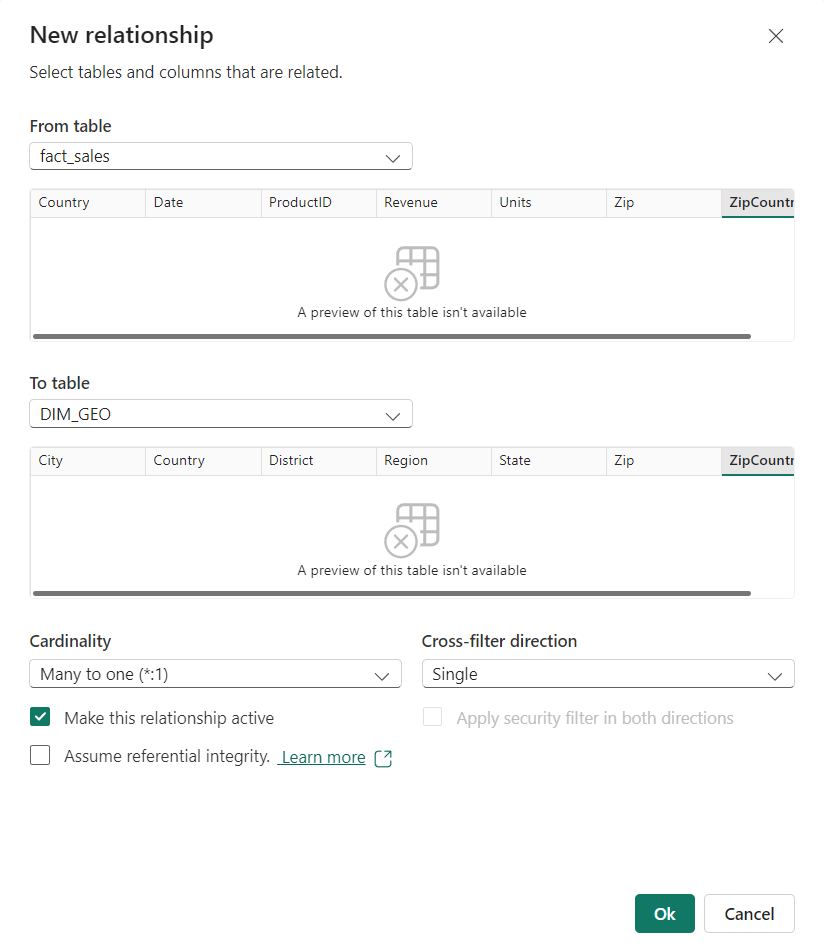 New relationship
Select tables and columns that are related.
From table
fact_sales
Country Date ProductID Revenue Units Zip ZipCountr
A preview of this table isn't available
To table
DIM_GEO
City Country District Region State Zip ZipCountr
A preview of this table isn't available
Cardinality Cross-filter direction
Many to one (*:1) Single
Make this relationship active Apply security filter in both directions
Assume referential integrity. Learn more
Ok Cancel